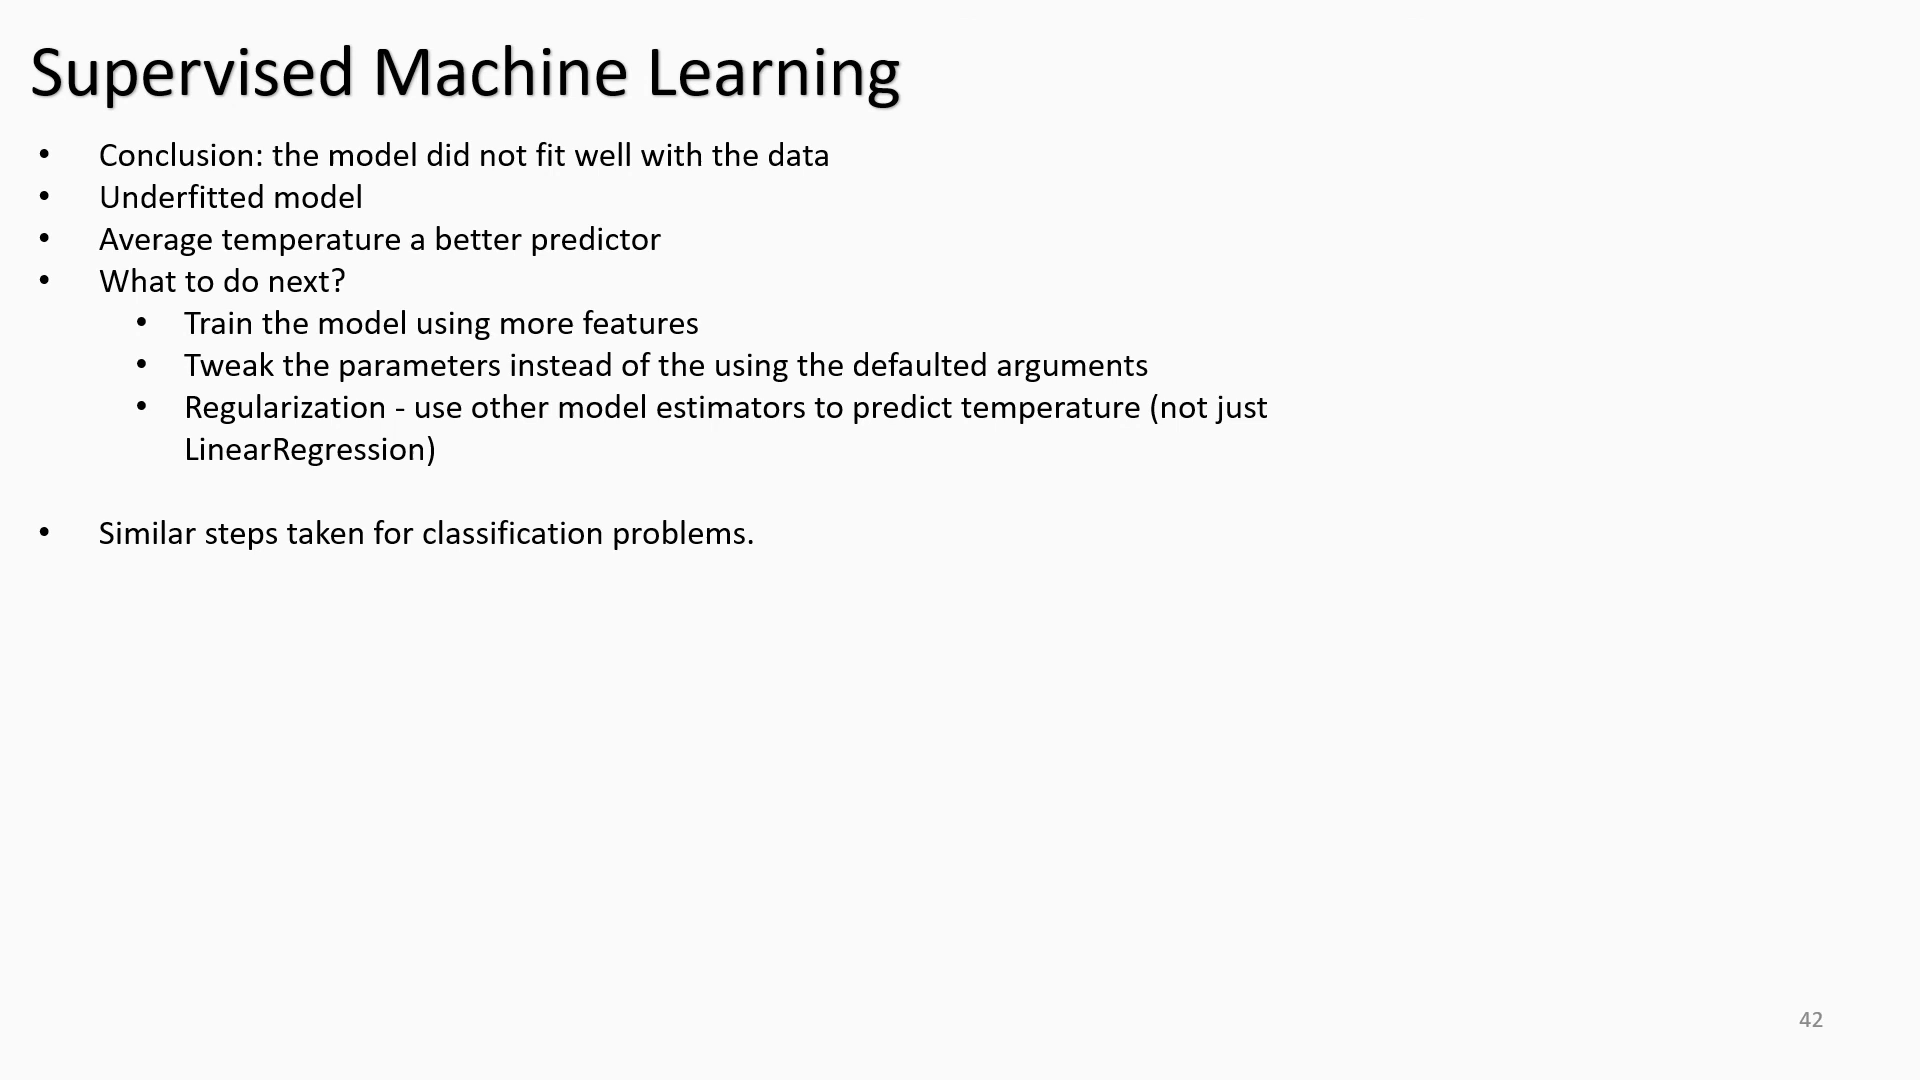 Supervised Machine Learning
• Conclusion: the model did not fit well with the data
• Underfitted model
• Average temperature a better predictor
• What to do next?
• Train the model using more features
• Tweak the parameters instead of the using the defaulted arguments
• Regularization - use other model estimators to predict temperature (not just
LinearRegression)
• Similar steps taken for classification problems.
42